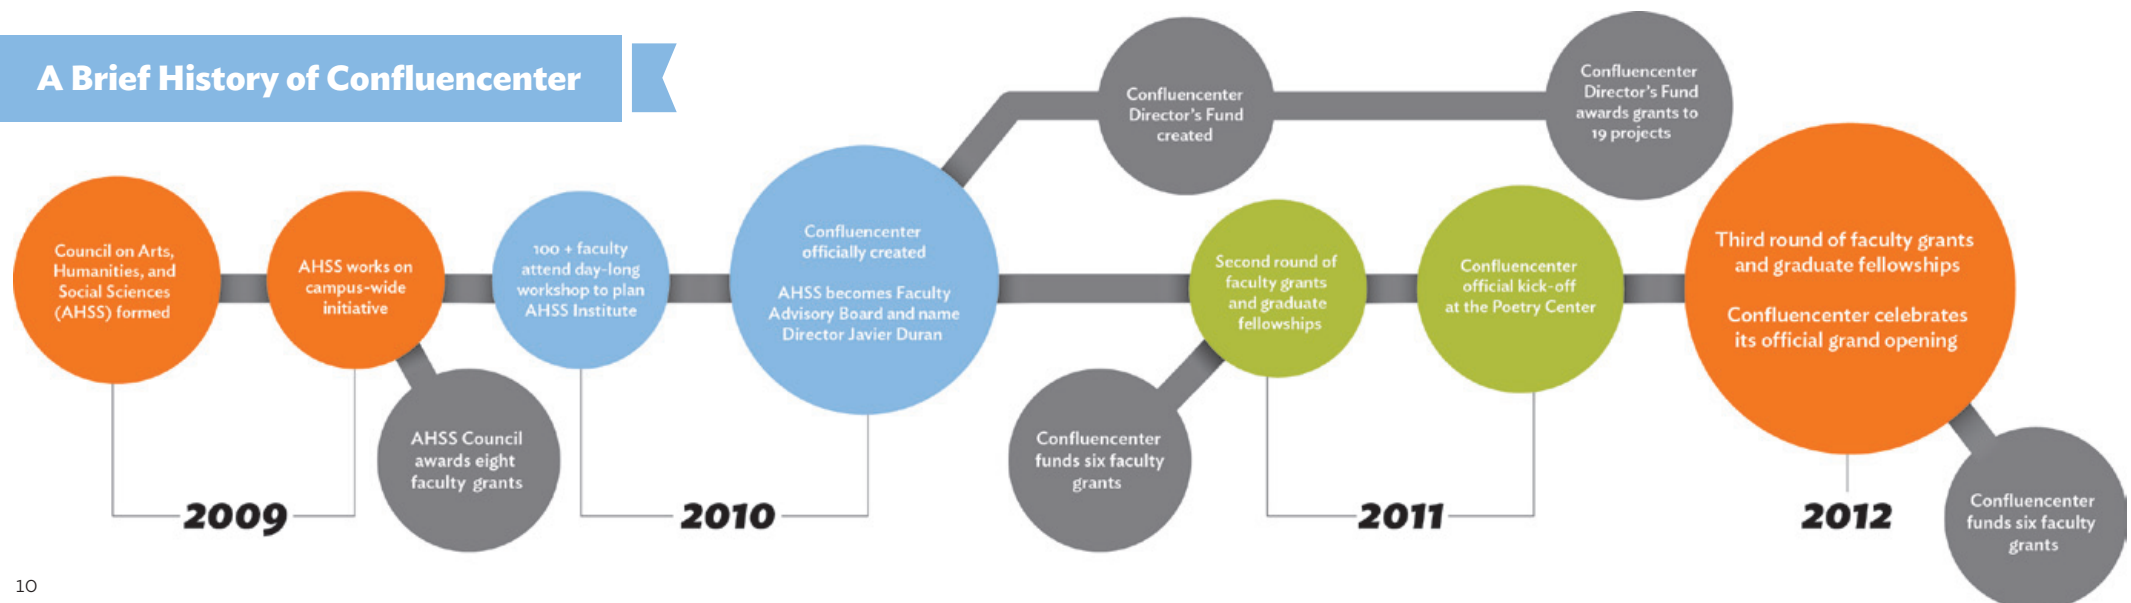 A Brief History of Confluencenter
Council on Arts,
Humanities, and
Social Sciences
(AHSS) formed
AHSS works on
campus-wide
initiative
AHSS Council
awards eight
faculty grants
2009
100 + faculty
attend day-long
workshop to plan
AHSS Institute
Confluencenter
officially created
AHSS becomes Faculty
Advisory Board and name
Director Javier Duran
2010
Confluencenter
Director's Fund
created
Confluencenter
Director's Fund
awards grants to
19 projects
Second round of
faculty grants
and graduate
fellowships
Confluencenter
funds six faculty
grants
Confluencenter
official kick-off
at the Poetry Center
2011
Third round of faculty grants
and graduate fellowships
Confluencenter celebrates
its official grand opening
2012
Confluencenter
funds six faculty
grants
10